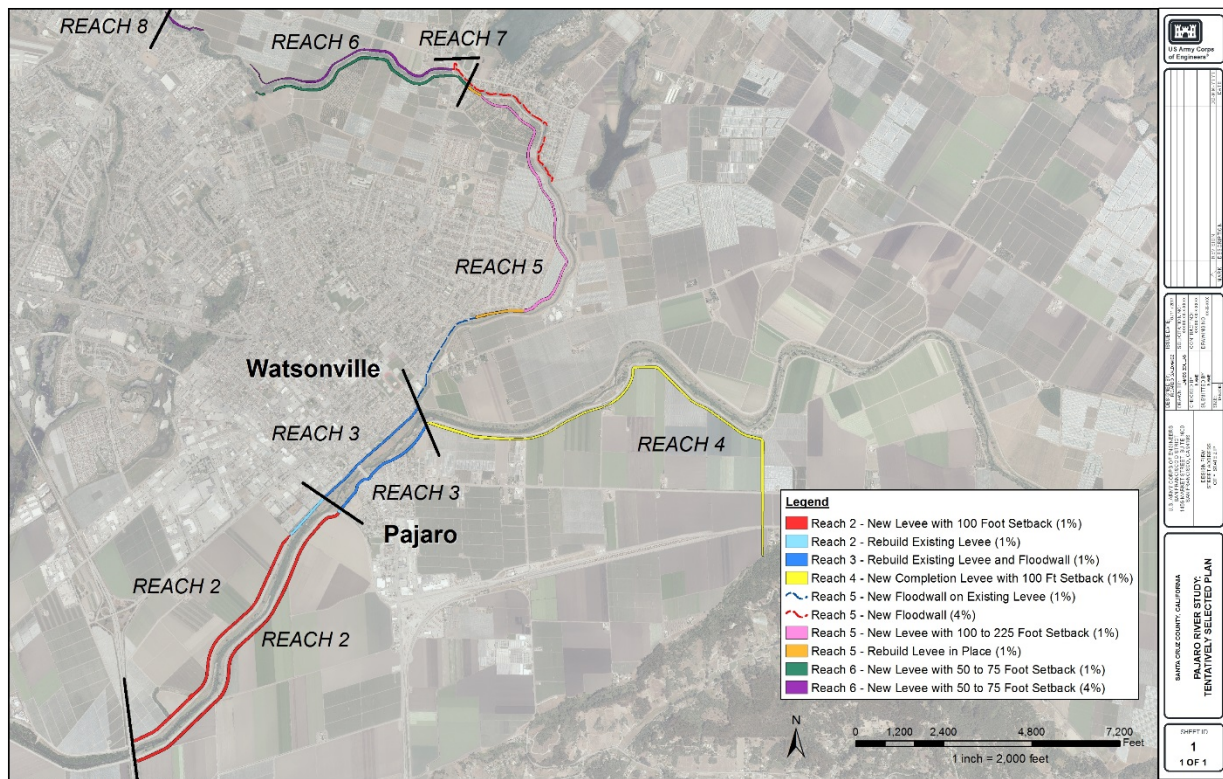 REACH 8
REACH 6
REACH 7
REACH 5
Watsonville
REACH 3
REACH 4
REACH 3
Pajaro
REACH 2
REACH 2
Legend
Reach 2 - New Levee with 100 Foot Setback (1%)
Reach 2 - Rebuild Existing Levee (1%)
Reach 3 - Rebuild Existing Levee and Floodwall (1%)
Reach 4 - New Completion Levee with 100 Ft Setback (1%)
Reach 5 - New Floodwall on Existing Levee (1%)
Reach 5 - New Floodwall (4%)
Reach 5 - New Levee with 100 to 225 Foot Setback (1%)
Reach 5 - Rebuild Levee in Place (1%)
Reach 6 - New Levee with 50 to 75 Foot Setback (1%)
Reach 6 - New Levee with 50 to 75 Foot Setback (4%)
N
0 1,200 2,400 4,800 7,200
Feet
1 inch = 2,000 feet
US Army Corps
of Engineers®
SANTA CRUZ COUNTY, CALIFORNIA
PAJARO RIVER STUDY:
TENTATIVELY SELECTED PLAN
SHEET ID
1
1 OF 1